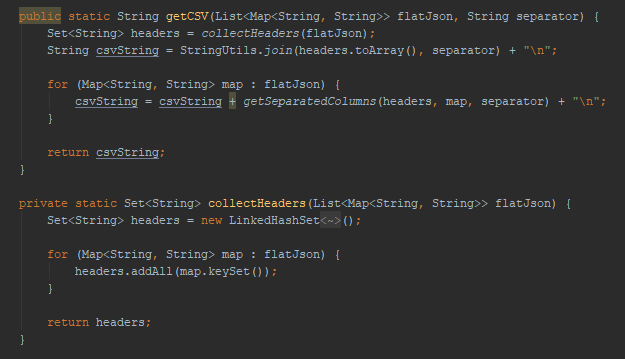 public static String getCSV(List<Map<String, String>> flatJson, String separator) {
    Set<String> headers = collectHeaders(flatJson);
    String csvString = StringUtils.join(headers.toArray(), separator) + "\n";

    for (Map<String, String> map : flatJson) {
        csvString = csvString + getSeparatedColumns(headers, map, separator) + "\n";
    }

    return csvString;
}

private static Set<String> collectHeaders(List<Map<String, String>> flatJson) {
    Set<String> headers = new LinkedHashSet<~>();

    for (Map<String, String> map : flatJson) {
        headers.addAll(map.keySet());
    }

    return headers;
}